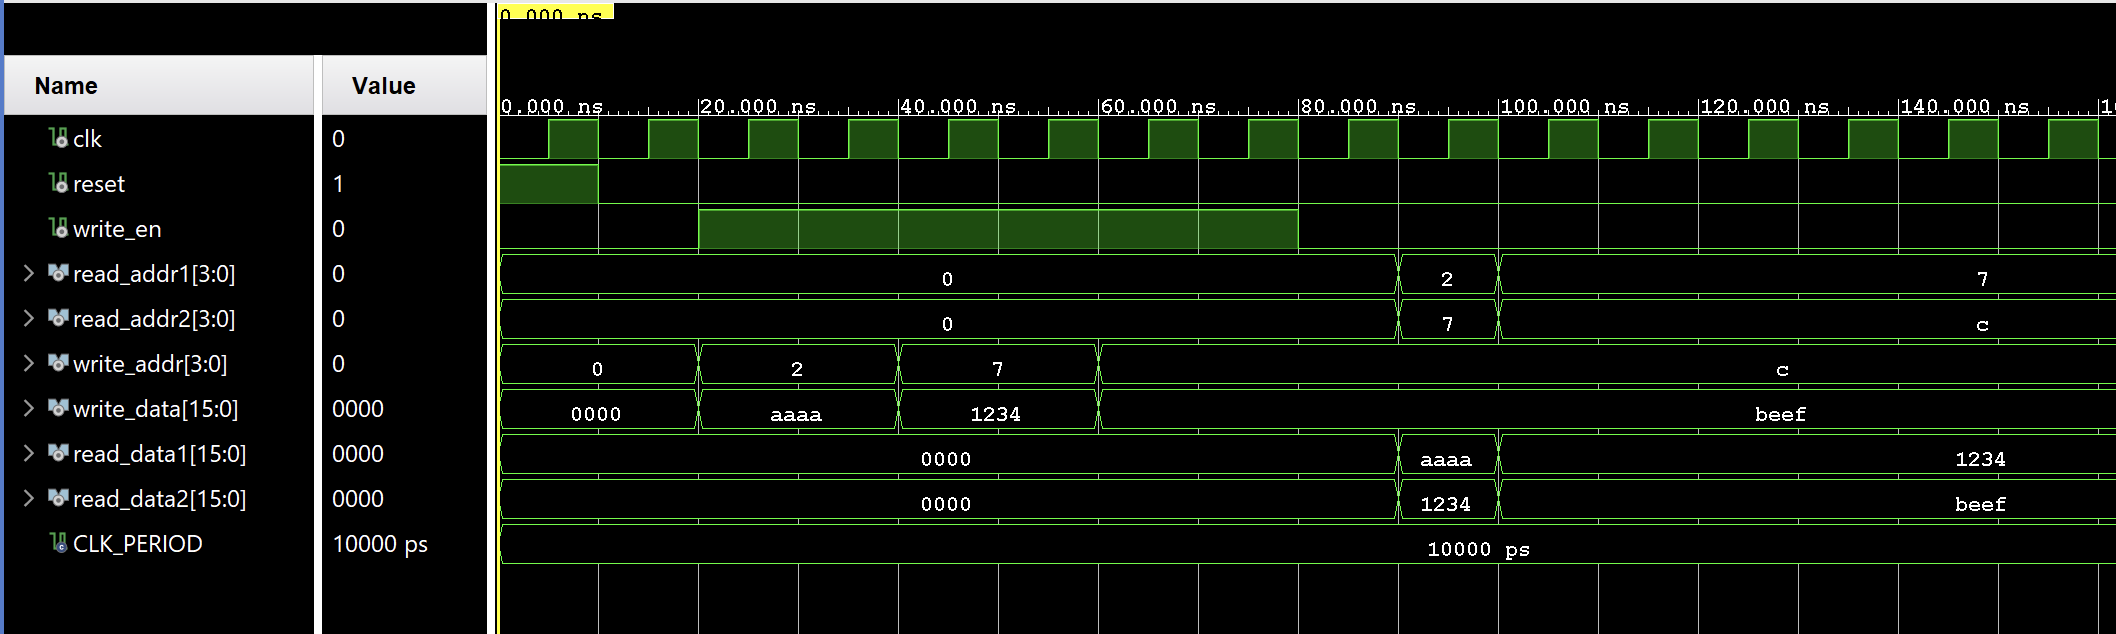 0.000 ns
Name Value
0.000 ns 20.000 ns 40.000 ns 60.000 ns 80.000 ns 100.000 ns 120.000 ns 140.000 ns
clk 0
reset 1
write_en 0
read_addr1[3:0] 0 0 2 7
read_addr2[3:0] 0 0 7 c
write_addr[3:0] 0 0 2 7 c
write_data[15:0] 0000 0000 aaaa 1234 beef
read_data1[15:0] 0000 0000 aaaa 1234
read_data2[15:0] 0000 0000 1234 beef
CLK_PERIOD 10000 ps 10000 ps